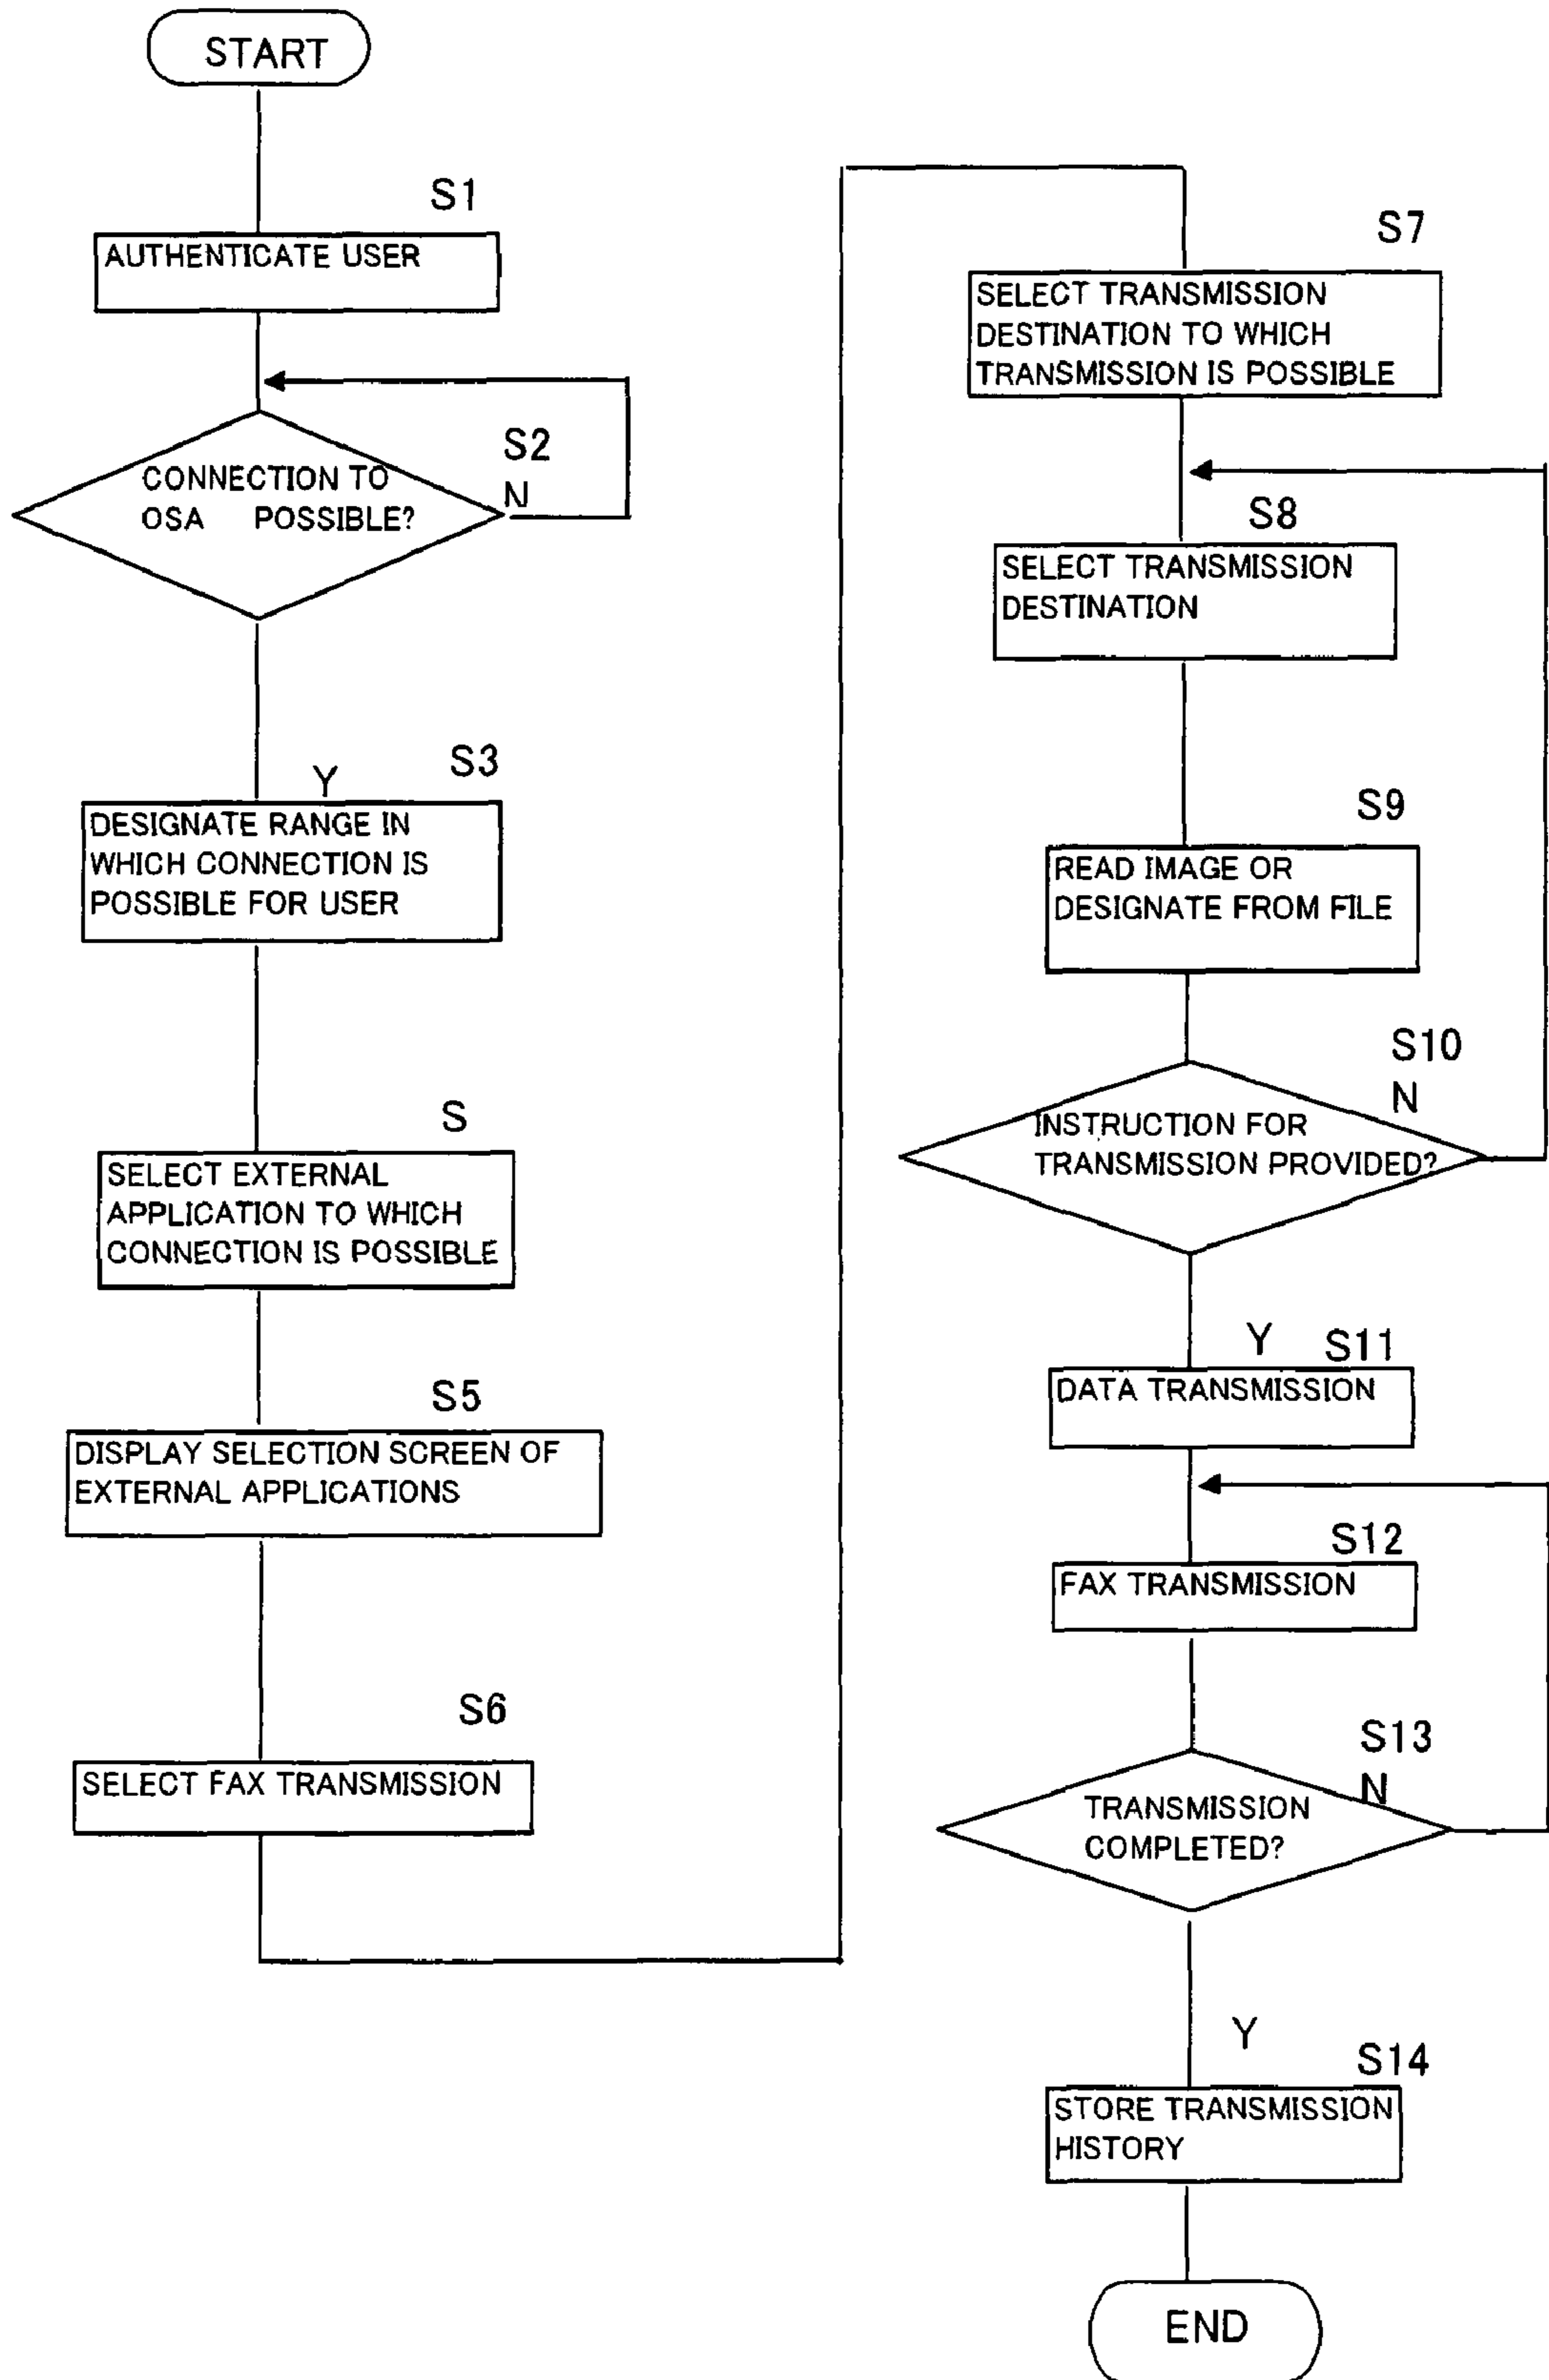 START
S1
AUTHENTICATE USER
S2
N
CONNECTION TO
OSA POSSIBLE?
Y
S3
DESIGNATE RANGE IN
WHICH CONNECTION IS
POSSIBLE FOR USER
S
SELECT EXTERNAL
APPLICATION TO WHICH
CONNECTION IS POSSIBLE
S5
DISPLAY SELECTION SCREEN OF
EXTERNAL APPLICATIONS
S6
SELECT FAX TRANSMISSION
S7
SELECT TRANSMISSION
DESTINATION TO WHICH
TRANSMISSION IS POSSIBLE
S8
SELECT TRANSMISSION
DESTINATION
S9
READ IMAGE OR
DESIGNATE FROM FILE
S10
N
INSTRUCTION FOR
TRANSMISSION PROVIDED?
Y
S11
DATA TRANSMISSION
S12
FAX TRANSMISSION
S13
N
TRANSMISSION
COMPLETED?
Y
S14
STORE TRANSMISSION
HISTORY
END